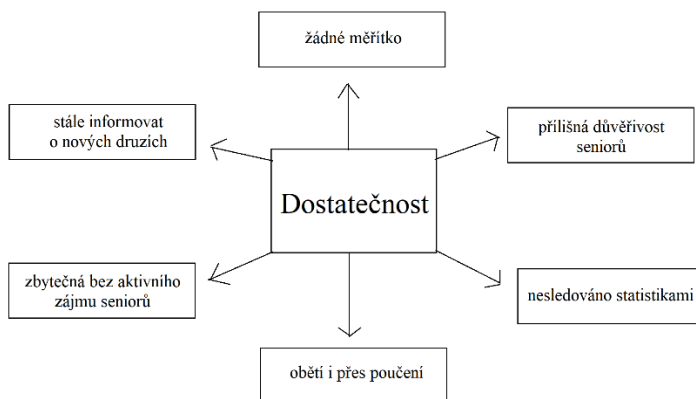 žádné měřítko
stále informovat
o nových druzích
přílišná důvěřivost
seniorů
Dostatečnost
zbytečná bez aktivního
zájmu seniorů
nesledováno statistikami
obětí i přes poučení